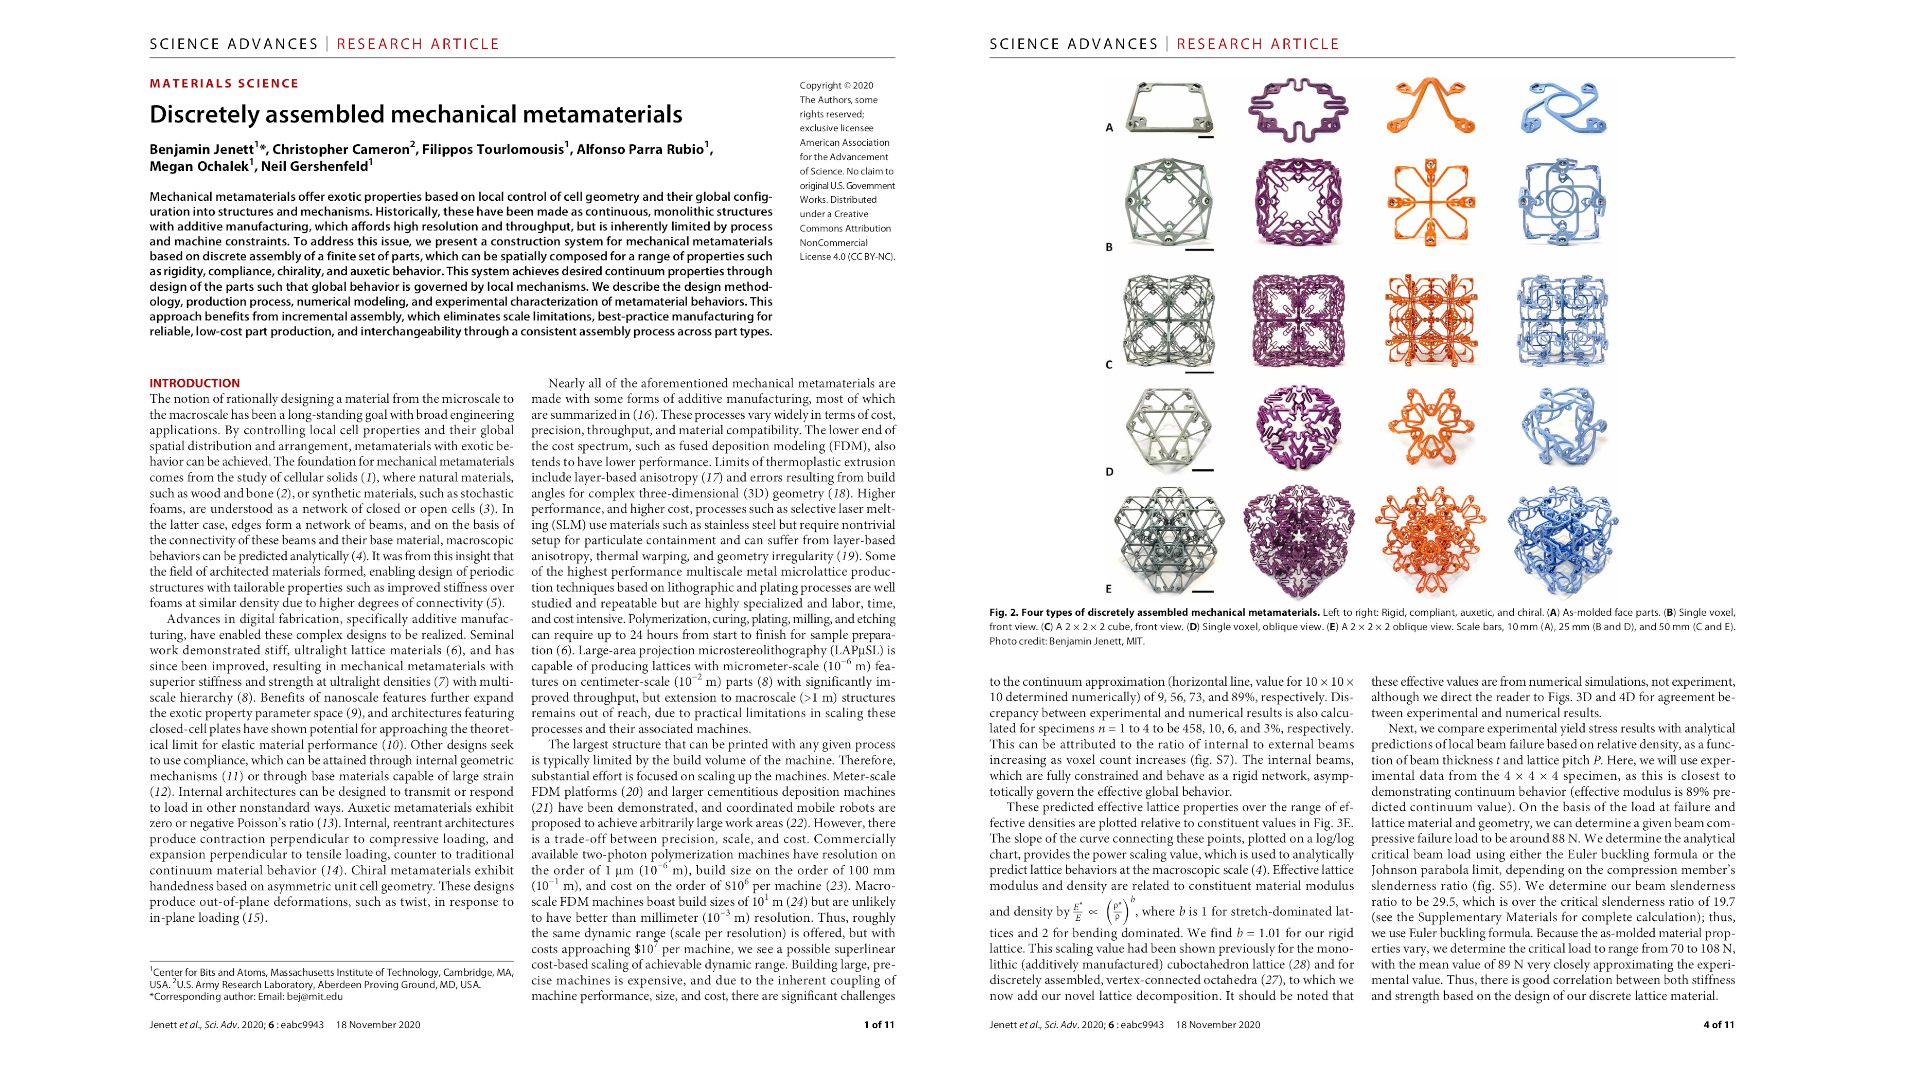 SCIENCE ADVANCES | RESEARCH ARTICLE
MATERIALS SCIENCE
Discretely assembled mechanical metamaterials
Benjamin Jenett1*, Christopher Cameron2, Filippos Tourlomousis1, Alfonso Parra Rubio1,
Megan Ochalek1, Neil Gershenfeld1
Mechanical metamaterials offer exotic properties based on local control of cell geometry and their global config-
uration into structures and mechanisms. Historically, these have been made as continuous, monolithic structures
with additive manufacturing, which affords high resolution and throughput, but is inherently limited by process
and machine constraints. To address this issue, we present a construction system for mechanical metamaterials
based on discrete assembly of a finite set of parts, which can be spatially composed for a range of properties such
as rigidity, compliance, chirality, and auxetic behavior. This system achieves desired continuum properties through
design of the parts such that global behavior is governed by local mechanisms. We describe the design method-
ology, production process, numerical modeling, and experimental characterization of metamaterial behaviors. This
approach benefits from incremental assembly, which eliminates scale limitations, best-practice manufacturing for
reliable, low-cost part production, and interchangeability through a consistent assembly process across part types.
Copyright © 2020
The Authors, some
rights reserved;
exclusive licensee
American Association
for the Advancement
of Science. No claim to
original U.S. Government
Works. Distributed
under a Creative
Commons Attribution
NonCommercial
License 4.0 (CC BY-NC).
INTRODUCTION
The notion of rationally designing a material from the microscale to
the macroscale has been a long-standing goal with broad engineering
applications. By controlling local cell properties and their global
spatial distribution and arrangement, metamaterials with exotic be-
havior can be achieved. The foundation for mechanical metamaterials
comes from the study of cellular solids (1), where natural materials,
such as wood and bone (2), or synthetic materials, such as stochastic
foams, are understood as a network of closed or open cells (3). In
the latter case, edges form a network of beams, and on the basis of
the connectivity of these beams and their base material, macroscopic
behaviors can be predicted analytically (4). It was from this insight that
the field of architected materials formed, enabling design of periodic
structures with tailorable properties such as improved stiffness over
foams at similar density due to higher degrees of connectivity (5).
Advances in digital fabrication, specifically additive manufac-
turing, have enabled these complex designs to be realized. Seminal
work demonstrated stiff, ultralight lattice materials (6), and has
since been improved, resulting in mechanical metamaterials with
superior stiffness and strength at ultralight densities (7) with multi-
scale hierarchy (8). Benefits of nanoscale features further expand
the exotic property parameter space (9), and architectures featuring
closed-cell plates have shown potential for approaching the theoret-
ical limit for elastic material performance (10). Other designs seek
to use compliance, which can be attained through internal geometric
mechanisms (11) or through base materials capable of large strain
(12). Internal architectures can be designed to transmit or respond
to load in other nonstandard ways. Auxetic metamaterials exhibit
zero or negative Poisson's ratio (13). Internal, reentrant architectures
produce contraction perpendicular to compressive loading, and
expansion perpendicular to tensile loading, counter to traditional
continuum material behavior (14). Chiral metamaterials exhibit
handedness based on asymmetric unit cell geometry. These designs
produce out-of-plane deformations, such as twist, in response to
in-plane loading (15).
1Center for Bits and Atoms, Massachusetts Institute of Technology, Cambridge, MA,
USA. 2U.S. Army Research Laboratory, Aberdeen Proving Ground, MD, USA.
*Corresponding author: Email: bej@mit.edu
Nearly all of the aforementioned mechanical metamaterials are
made with some forms of additive manufacturing, most of which
are summarized in (16). These processes vary widely in terms of cost,
precision, throughput, and material compatibility. The lower end of
the cost spectrum, such as fused deposition modeling (FDM), also
tends to have lower performance. Limits of thermoplastic extrusion
include layer-based anisotropy (17) and errors resulting from build
angles for complex three-dimensional (3D) geometry (18). Higher
performance, and higher cost, processes such as selective laser melt-
ing (SLM) use materials such as stainless steel but require nontrivial
setup for particulate containment and can suffer from layer-based
anisotropy, thermal warping, and geometry irregularity (19). Some
of the highest performance multiscale metal microlattice produc-
tion techniques based on lithographic and plating processes are well
studied and repeatable but are highly specialized and labor, time,
and cost intensive. Polymerization, curing, plating, milling, and etching
can require up to 24 hours from start to finish for sample prepara-
tion (6). Large-area projection microstereolithography (LAPμSL) is
capable of producing lattices with micrometer-scale (10−6 m) fea-
tures on centimeter-scale (10−2 m) parts (8) with significantly im-
proved throughput, but extension to macroscale (>1 m) structures
remains out of reach, due to practical limitations in scaling these
processes and their associated machines.
The largest structure that can be printed with any given process
is typically limited by the build volume of the machine. Therefore,
substantial effort is focused on scaling up the machines. Meter-scale
FDM platforms (20) and larger cementitious deposition machines
(21) have been demonstrated, and coordinated mobile robots are
proposed to achieve arbitrarily large work areas (22). However, there
is a trade-off between precision, scale, and cost. Commercially
available two-photon polymerization machines have resolution on
the order of 1 μm (10−6 m), build size on the order of 100 mm
(10−1 m), and cost on the order of $106 per machine (23). Macro-
scale FDM machines boast build sizes of 101 m (24) but are unlikely
to have better than millimeter (10−3 m) resolution. Thus, roughly
the same dynamic range (scale per resolution) is offered, but with
costs approaching $107 per machine, we see a possible superlinear
cost-based scaling of achievable dynamic range. Building large, pre-
cise machines is expensive, and due to the inherent coupling of
machine performance, size, and cost, there are significant challenges
Jenett et al., Sci. Adv. 2020; 6 : eabc9943 18 November 2020
1 of 11
SCIENCE ADVANCES | RESEARCH ARTICLE
A
B
C
D
E
Fig. 2. Four types of discretely assembled mechanical metamaterials. Left to right: Rigid, compliant, auxetic, and chiral. (A) As-molded face parts. (B) Single voxel,
front view. (C) A 2 × 2 × 2 cube, front view. (D) Single voxel, oblique view. (E) A 2 × 2 × 2 oblique view. Scale bars, 10 mm (A), 25 mm (B and D), and 50 mm (C and E).
Photo credit: Benjamin Jenett, MIT.
to the continuum approximation (horizontal line, value for 10 × 10 ×
10 determined numerically) of 9, 56, 73, and 89%, respectively. Dis-
crepancy between experimental and numerical results is also calcu-
lated for specimens n = 1 to 4 to be 458, 10, 6, and 3%, respectively.
This can be attributed to the ratio of internal to external beams
increasing as voxel count increases (fig. S7). The internal beams,
which are fully constrained and behave as a rigid network, asymp-
totically govern the effective global behavior.
These predicted effective lattice properties over the range of ef-
fective densities are plotted relative to constituent values in Fig. 3E.
The slope of the curve connecting these points, plotted on a log/log
chart, provides the power scaling value, which is used to analytically
predict lattice behaviors at the macroscopic scale (4). Effective lattice
modulus and density are related to constituent material modulus
and density by E*/E ∝ (ρ*/ρ)b, where b is 1 for stretch-dominated lat-
tices and 2 for bending dominated. We find b = 1.01 for our rigid
lattice. This scaling value had been shown previously for the mono-
lithic (additively manufactured) cuboctahedron lattice (28) and for
discretely assembled, vertex-connected octahedra (27), to which we
now add our novel lattice decomposition. It should be noted that
these effective values are from numerical simulations, not experiment,
although we direct the reader to Figs. 3D and 4D for agreement be-
tween experimental and numerical results.
Next, we compare experimental yield stress results with analytical
predictions of local beam failure based on relative density, as a func-
tion of beam thickness t and lattice pitch P. Here, we will use exper-
imental data from the 4 × 4 × 4 specimen, as this is closest to
demonstrating continuum behavior (effective modulus is 89% pre-
dicted continuum value). On the basis of the load at failure and
lattice material and geometry, we can determine a given beam com-
pressive failure load to be around 88 N. We determine the analytical
critical beam load using either the Euler buckling formula or the
Johnson parabola limit, depending on the compression member's
slenderness ratio (fig. S5). We determine our beam slenderness
ratio to be 29.5, which is over the critical slenderness ratio of 19.7
(see the Supplementary Materials for complete calculation); thus,
we use Euler buckling formula. Because the as-molded material prop-
erties vary, we determine the critical load to range from 70 to 108 N,
with the mean value of 89 N very closely approximating the experi-
mental value. Thus, there is good correlation between both stiffness
and strength based on the design of our discrete lattice material.
Jenett et al., Sci. Adv. 2020; 6 : eabc9943 18 November 2020
4 of 11